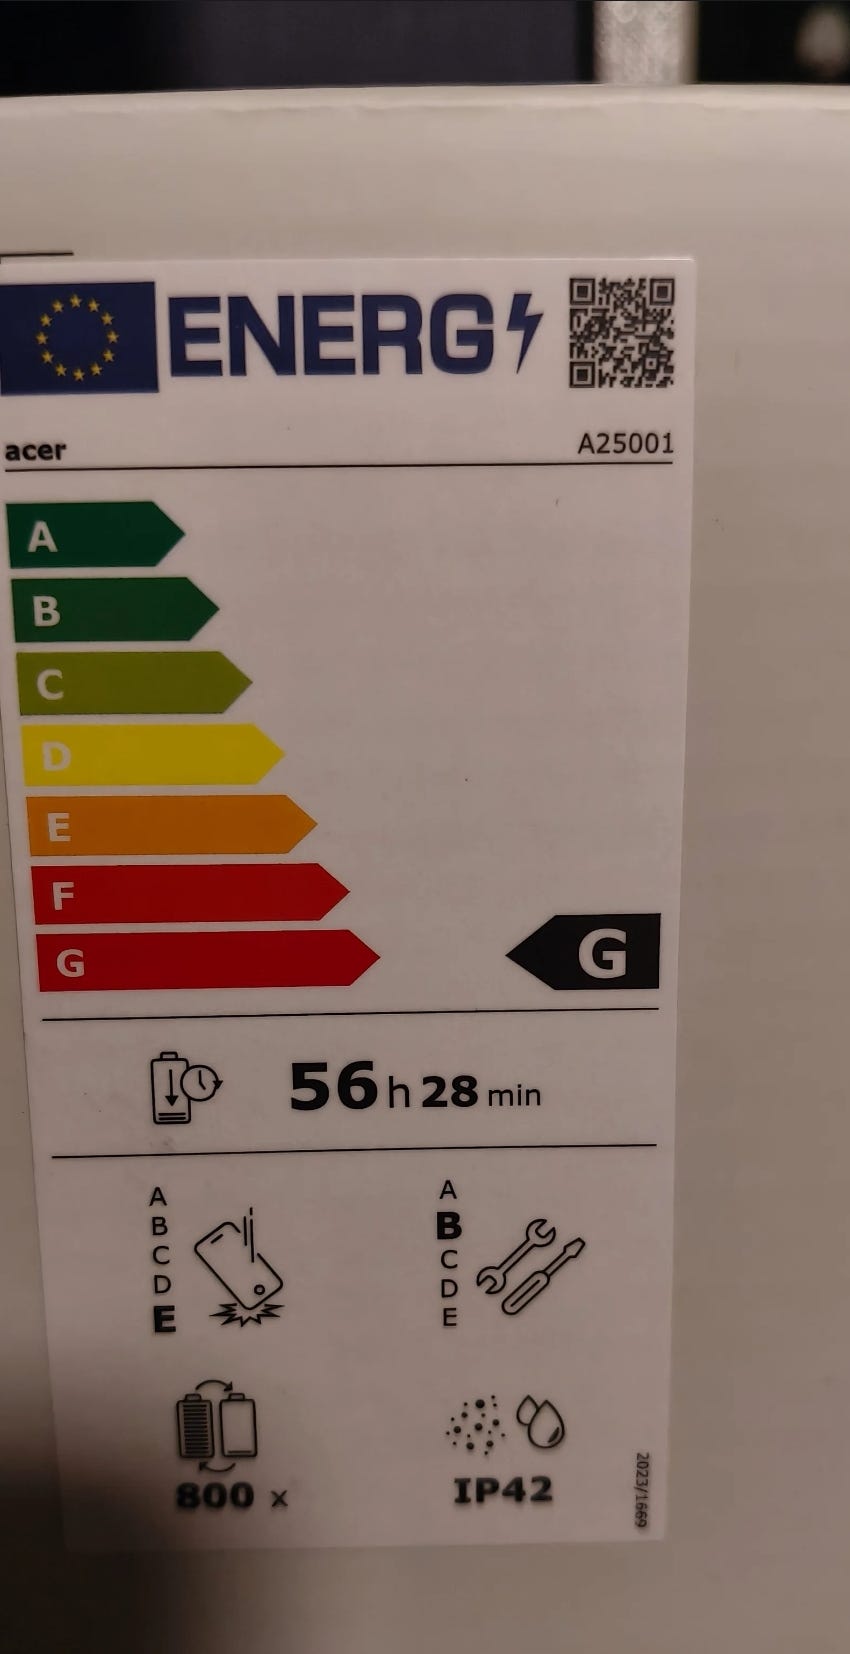 ENERG
acer
A25001
A
B
C
D
E
F
G
G
56 h 28 min
A
B
C
D
E
A
B
C
D
E
800 x
IP42
2023/1669